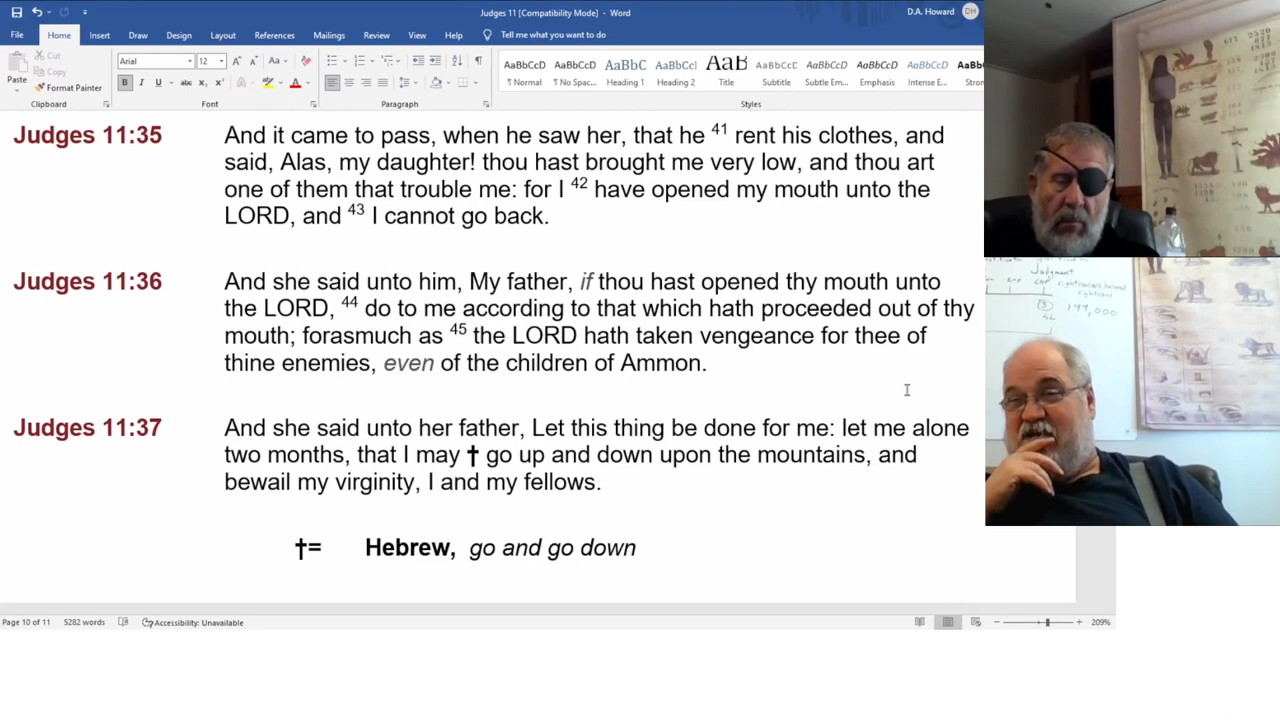 Judges 11 [Compatibility Mode] - Word
D.A. Howard DH
File Home Insert Draw Design Layout References Mailings Review View Help Tell me what you want to do
Paste
Cut
Copy
Format Painter
Arial 12
Clipboard Font Paragraph Styles
AaBbCcD AaBbCcD AaBbC AaBbCc AaB AaBbCcD AaBbCcD AaBbCcD AaBbCcD AaBbC
¶ Normal ¶ No Spac... Heading 1 Heading 2 Title Subtitle Subtle Em... Emphasis Intense E... Stron
Judges 11:35 And it came to pass, when he saw her, that he 41 rent his clothes, and
said, Alas, my daughter! thou hast brought me very low, and thou art
one of them that trouble me: for I 42 have opened my mouth unto the
LORD, and 43 I cannot go back.
Judges 11:36 And she said unto him, My father, if thou hast opened thy mouth unto
the LORD, 44 do to me according to that which hath proceeded out of thy
mouth; forasmuch as 45 the LORD hath taken vengeance for thee of
thine enemies, even of the children of Ammon.
Judges 11:37 And she said unto her father, Let this thing be done for me: let me alone
two months, that I may † go up and down upon the mountains, and
bewail my virginity, I and my fellows.
†= Hebrew, go and go down
Page 10 of 11 5282 words Accessibility: Unavailable 209%
677 2520
Judgment
144,000